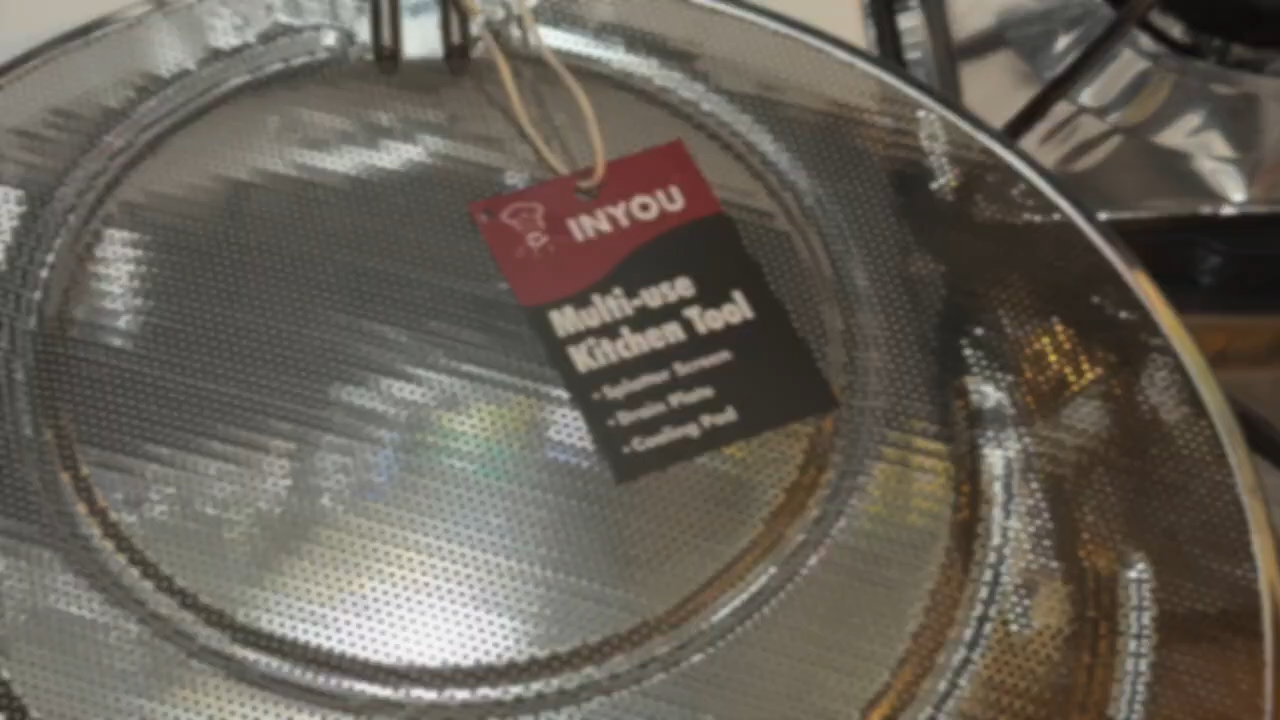 INYOU
Multi-use
Kitchen Tool
• Splatter Screen
• Drain Plate
• Cooling Pad